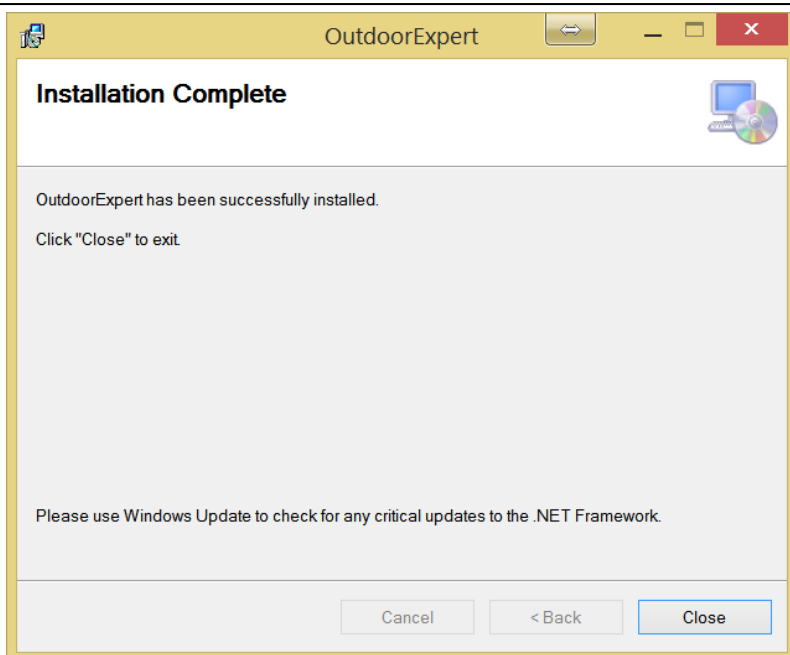 OutdoorExpert
Installation Complete
OutdoorExpert has been successfully installed.
Click "Close" to exit.
Please use Windows Update to check for any critical updates to the .NET Framework.
Cancel
< Back
Close